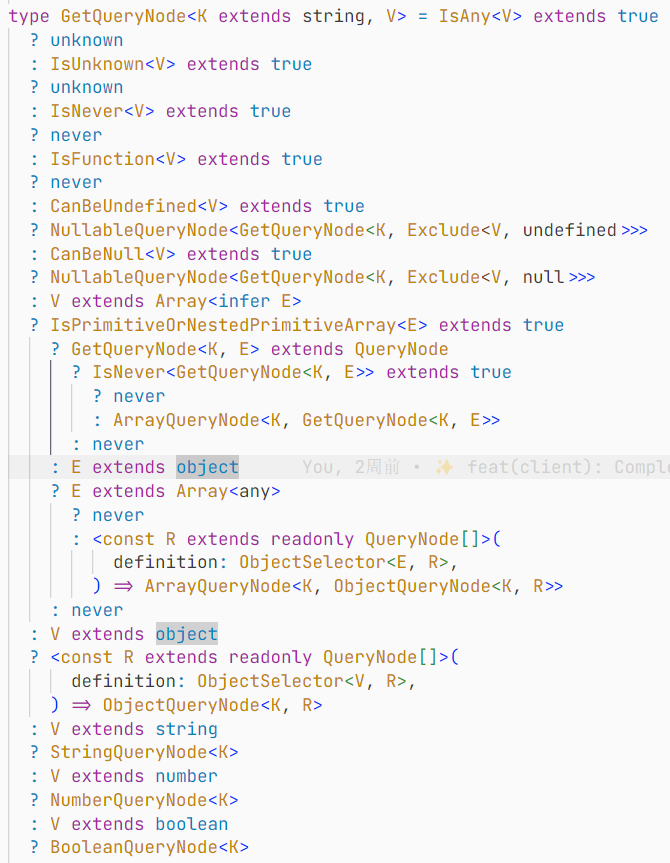 type GetQueryNode<K extends string, V> = IsAny<V> extends true
? unknown
: IsUnknown<V> extends true
? unknown
: IsNever<V> extends true
? never
: IsFunction<V> extends true
? never
: CanBeUndefined<V> extends true
? NullableQueryNode<GetQueryNode<K, Exclude<V, undefined>>>
: CanBeNull<V> extends true
? NullableQueryNode<GetQueryNode<K, Exclude<V, null>>>
: V extends Array<infer E>
? IsPrimitiveOrNestedPrimitiveArray<E> extends true
? GetQueryNode<K, E> extends QueryNode
? IsNever<GetQueryNode<K, E>> extends true
? never
: ArrayQueryNode<K, GetQueryNode<K, E>>
: never
: E extends object You, 2周前 • ✨ feat(client): Comple
? E extends Array<any>
? never
: <const R extends readonly QueryNode[]>(
definition: ObjectSelector<E, R>,
) => ArrayQueryNode<K, ObjectQueryNode<K, R>>
: never
: V extends object
? <const R extends readonly QueryNode[]>(
definition: ObjectSelector<V, R>,
) => ObjectQueryNode<K, R>
: V extends string
? StringQueryNode<K>
: V extends number
? NumberQueryNode<K>
: V extends boolean
? BooleanQueryNode<K>